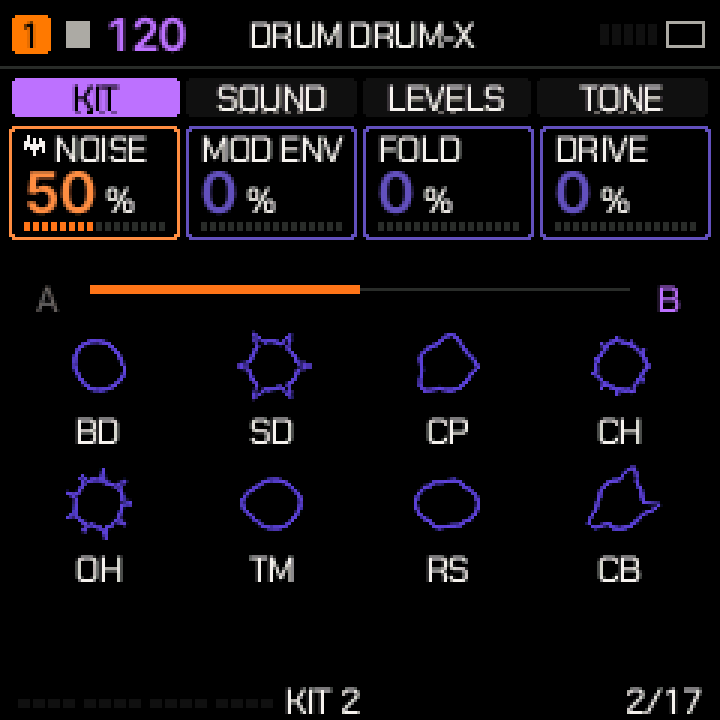 1 120 DRUM DRUM-X
KIT SOUND LEVELS TONE
NOISE MOD ENV FOLD DRIVE
50 % 0 % 0 % 0 %
A B
BD SD CP CH
OH TM RS CB
KIT 2 2/17